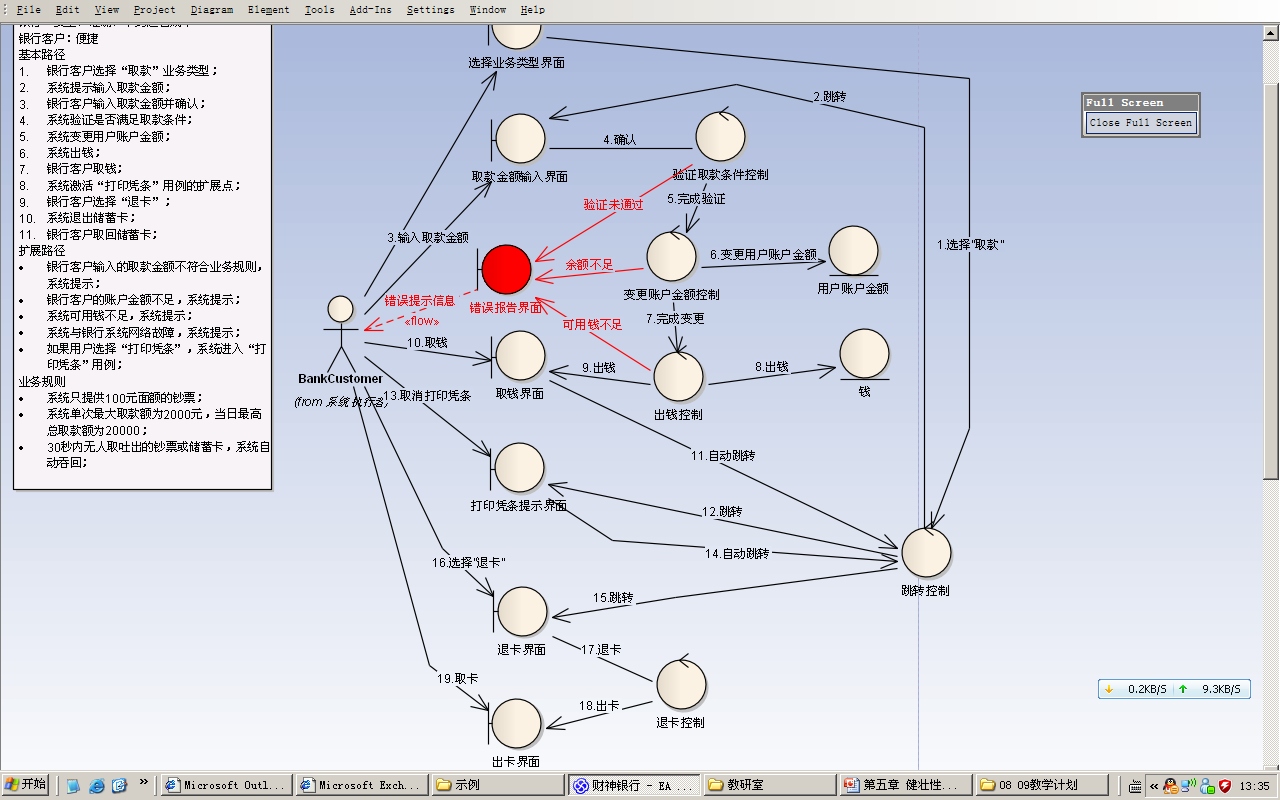 File Edit View Project Diagram Element Tools Add-Ins Settings Window Help
银行客户：便捷
基本路径
1. 银行客户选择“取款”业务类型；
2. 系统提示输入取款金额；
3. 银行客户输入取款金额并确认；
4. 系统验证是否满足取款条件；
5. 系统变更用户账户金额；
6. 系统出钱；
7. 银行客户取钱；
8. 系统激活“打印凭条”用例的扩展点；
9. 银行客户选择“退卡”；
10. 系统退出储蓄卡；
11. 银行客户取回储蓄卡；
扩展路径
• 银行客户输入的取款金额不符合业务规则，
系统提示；
• 银行客户的账户金额不足，系统提示；
• 系统可用钱不足，系统提示；
• 系统与银行系统网络故障，系统提示；
• 如果用户选择“打印凭条”，系统进入“打
印凭条”用例；
业务规则
• 系统只提供100元面额的钞票；
• 系统单次最大取款额为2000元，当日最高
总取款额为20000；
• 30秒内无人取吐出的钞票或储蓄卡，系统自
动吞回；
选择业务类型界面
2.跳转
Full Screen
Close Full Screen
4.确认
取款金额输入界面
验证取款条件控制
验证未通过
5.完成验证
3.输入取款金额
1.选择"取款"
余额不足
6.变更用户账户金额
变更账户金额控制
用户账户金额
错误提示信息
错误报告界面
«flow»
可用钱不足
7.完成变更
10.取钱
BankCustomer
(from 系统执行者)
9.出钱
8.出钱
取钱界面
钱
13.取消打印凭条
出钱控制
11.自动跳转
打印凭条提示界面
12.跳转
14.自动跳转
16.选择"退卡"
跳转控制
15.跳转
退卡界面
17.退卡
19.取卡
18.出卡
退卡控制
出卡界面
0.2KB/S 9.3KB/S
开始
Microsoft Outl...
Microsoft Exch...
示例
财神银行 - EA ...
教研室
第五章 健壮性...
08 09教学计划
13:35